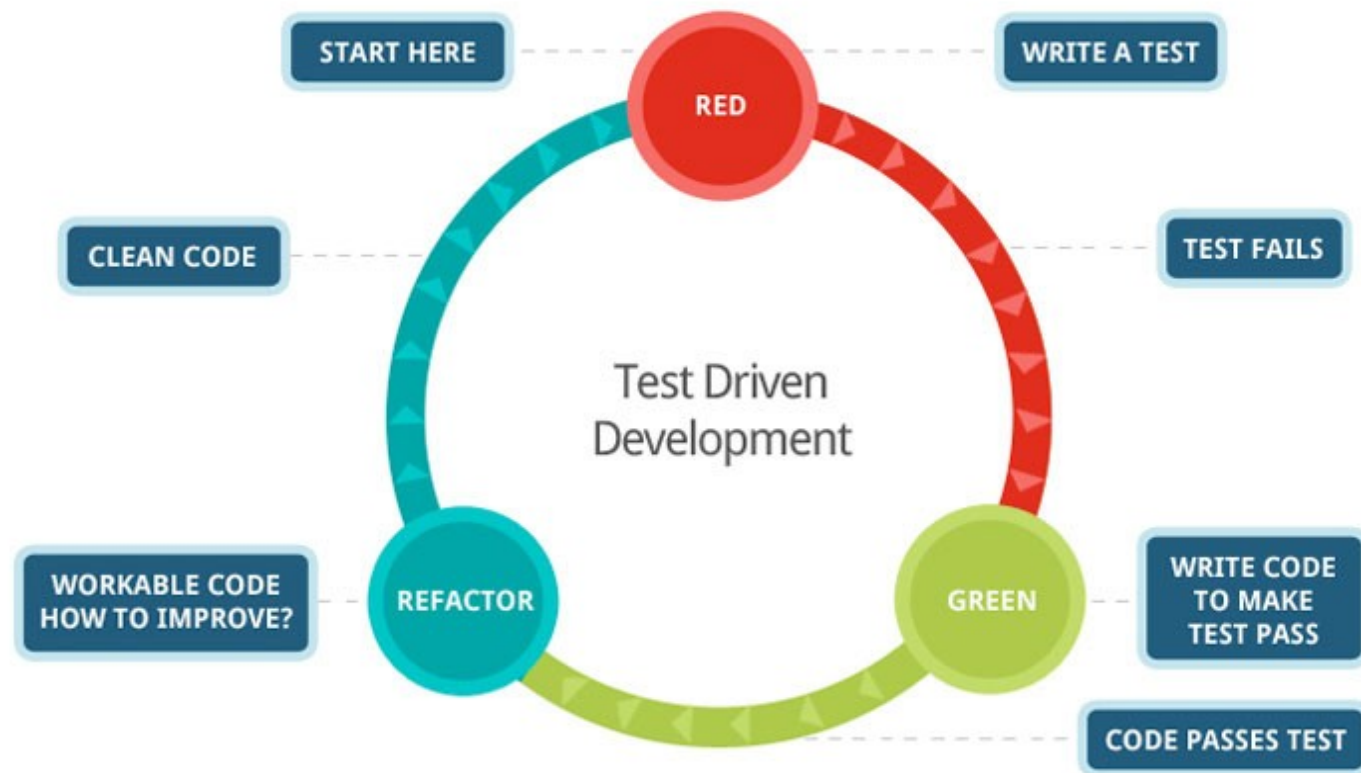 START HERE
RED
WRITE A TEST
CLEAN CODE
TEST FAILS
Test Driven
Development
WORKABLE CODE
HOW TO IMPROVE?
REFACTOR
GREEN
WRITE CODE
TO MAKE
TEST PASS
CODE PASSES TEST